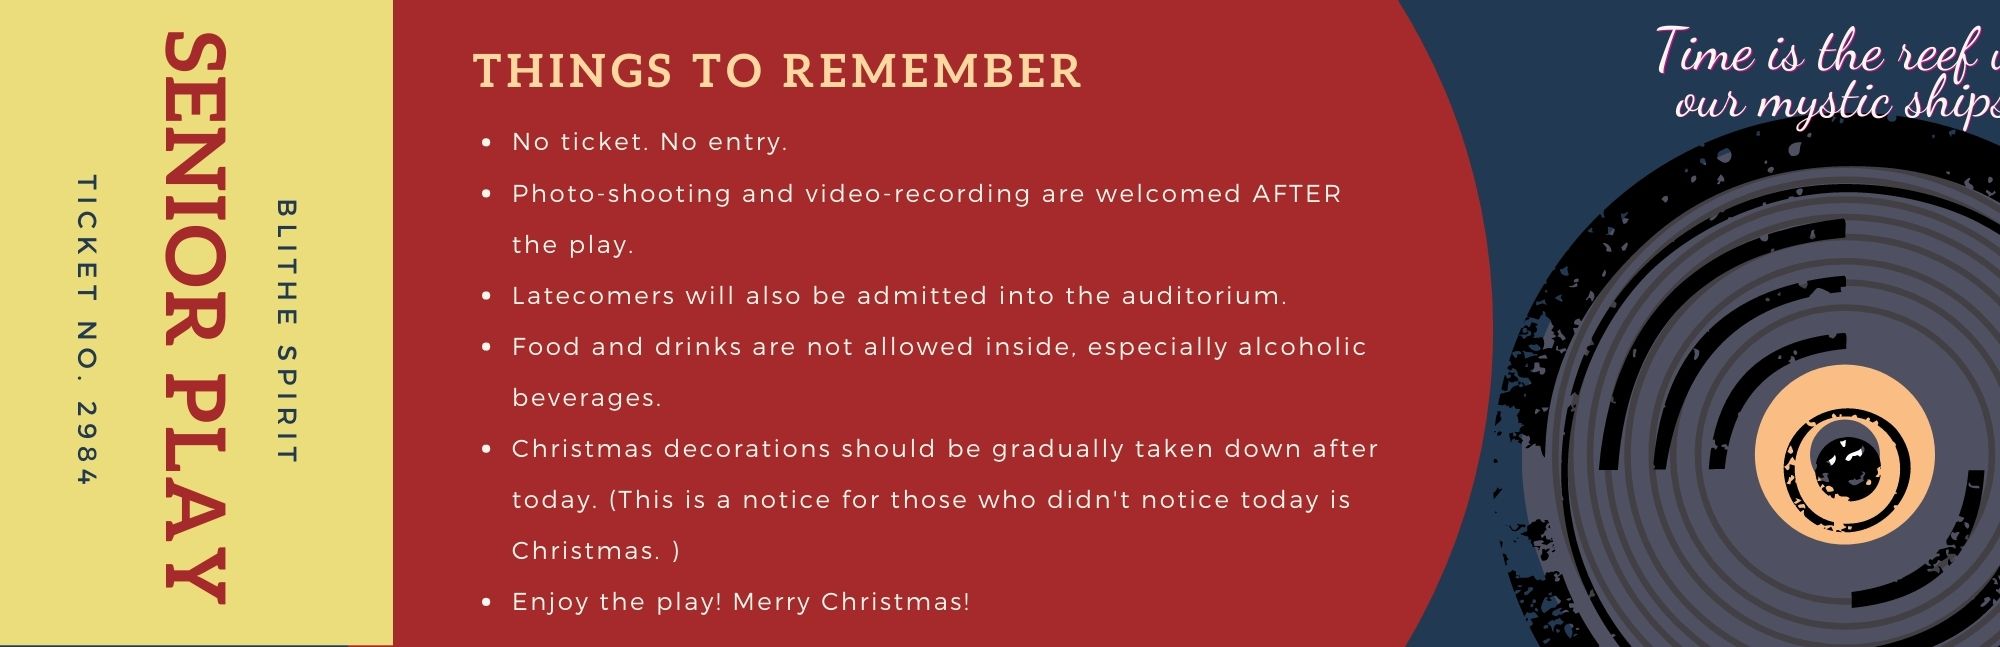 TICKET NO. 2984
SENIOR PLAY
BLITHE SPIRIT
THINGS TO REMEMBER
• No ticket. No entry.
• Photo-shooting and video-recording are welcomed AFTER
the play.
• Latecomers will also be admitted into the auditorium.
• Food and drinks are not allowed inside, especially alcoholic
beverages.
• Christmas decorations should be gradually taken down after
today. (This is a notice for those who didn't notice today is
Christmas. )
• Enjoy the play! Merry Christmas!
Time is the reef
our mystic ships